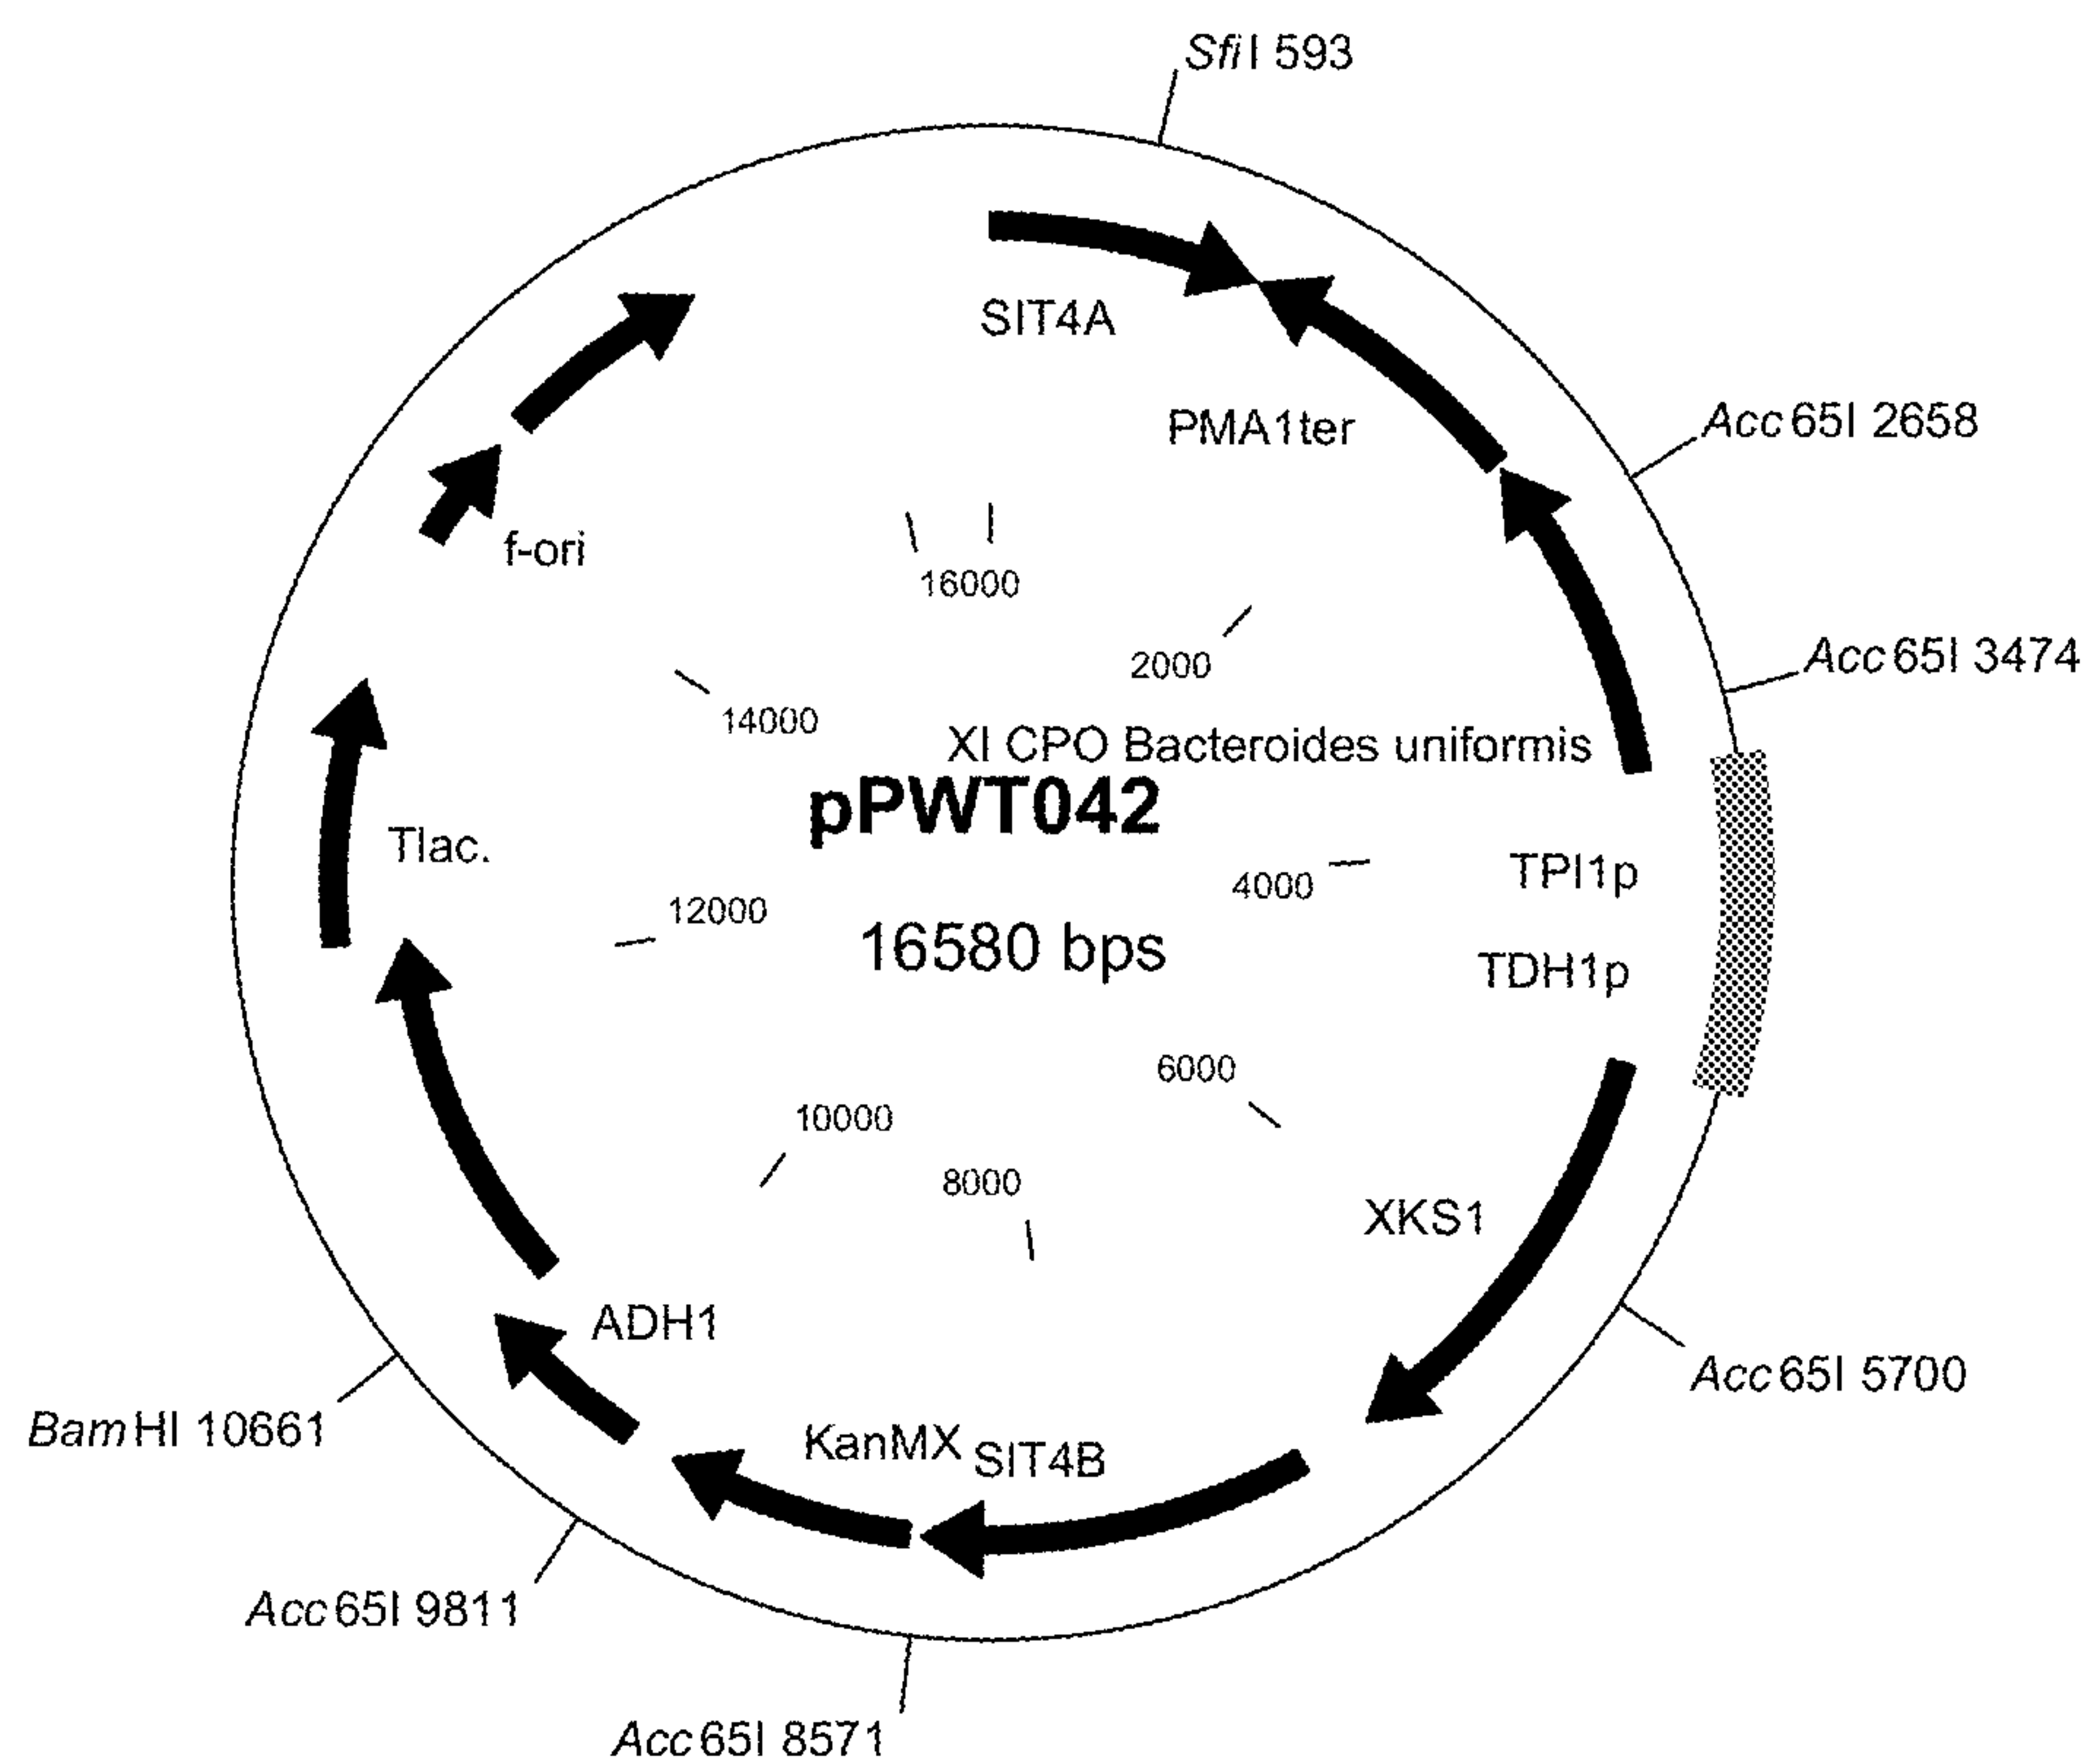 SfiI 593
SIT4A
Acc65I 2658
PMA1ter
f-ori
16000
Acc65I 3474
2000
14000
XI CPO Bacteroides uniformis
pPWT042
Tlac.
TPI1p
4000
12000
16580 bps
TDH1p
6000
10000
8000
XKS1
ADH1
Acc65I 5700
BamHI 10661
KanMX
SIT4B
Acc65I 9811
Acc65I 8571